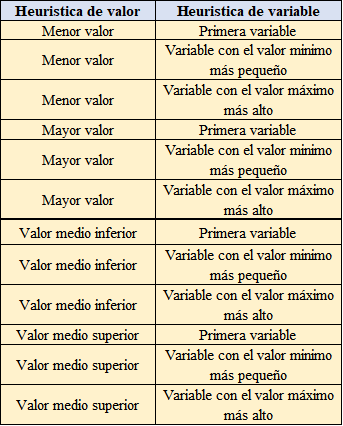 Heuristica de valor Heuristica de variable
Menor valor Primera variable
Menor valor Variable con el valor minimo
más pequeño
Menor valor Variable con el valor máximo
más alto
Mayor valor Primera variable
Mayor valor Variable con el valor minimo
más pequeño
Mayor valor Variable con el valor máximo
más alto
Valor medio inferior Primera variable
Valor medio inferior Variable con el valor minimo
más pequeño
Valor medio inferior Variable con el valor máximo
más alto
Valor medio superior Primera variable
Valor medio superior Variable con el valor minimo
más pequeño
Valor medio superior Variable con el valor máximo
más alto